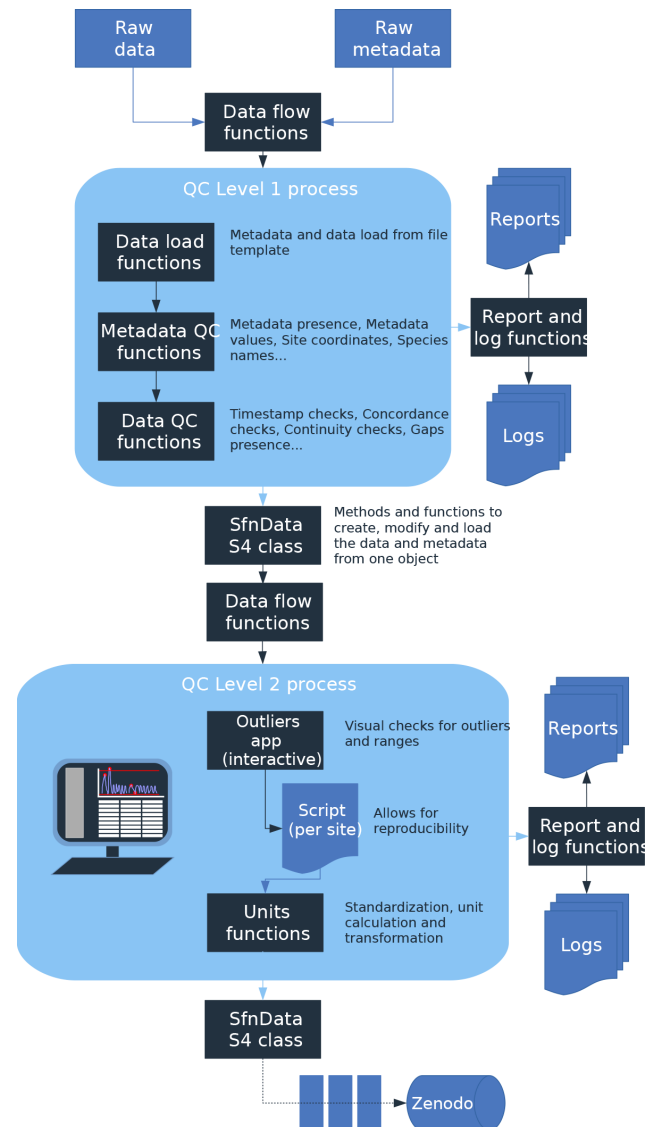 Raw
data
Raw
metadata
Data flow
functions
QC Level 1 process
Data load
functions
Metadata and data load from file
template
Metadata QC
functions
Metadata presence, Metadata
values, Site coordinates, Species
names...
Data QC
functions
Timestamp checks, Concordance
checks, Continuity checks, Gaps
presence...
Reports
Report and
log functions
Logs
SfnData
S4 class
Methods and functions to
create, modify and load
the data and metadata
from one object
Data flow
functions
QC Level 2 process
Outliers
app
(interactive)
Visual checks for outliers
and ranges
Script
(per site)
Allows for
reproducibility
Units
functions
Standardization, unit
calculation and
transformation
Reports
Report and
log functions
Logs
SfnData
S4 class
Zenodo